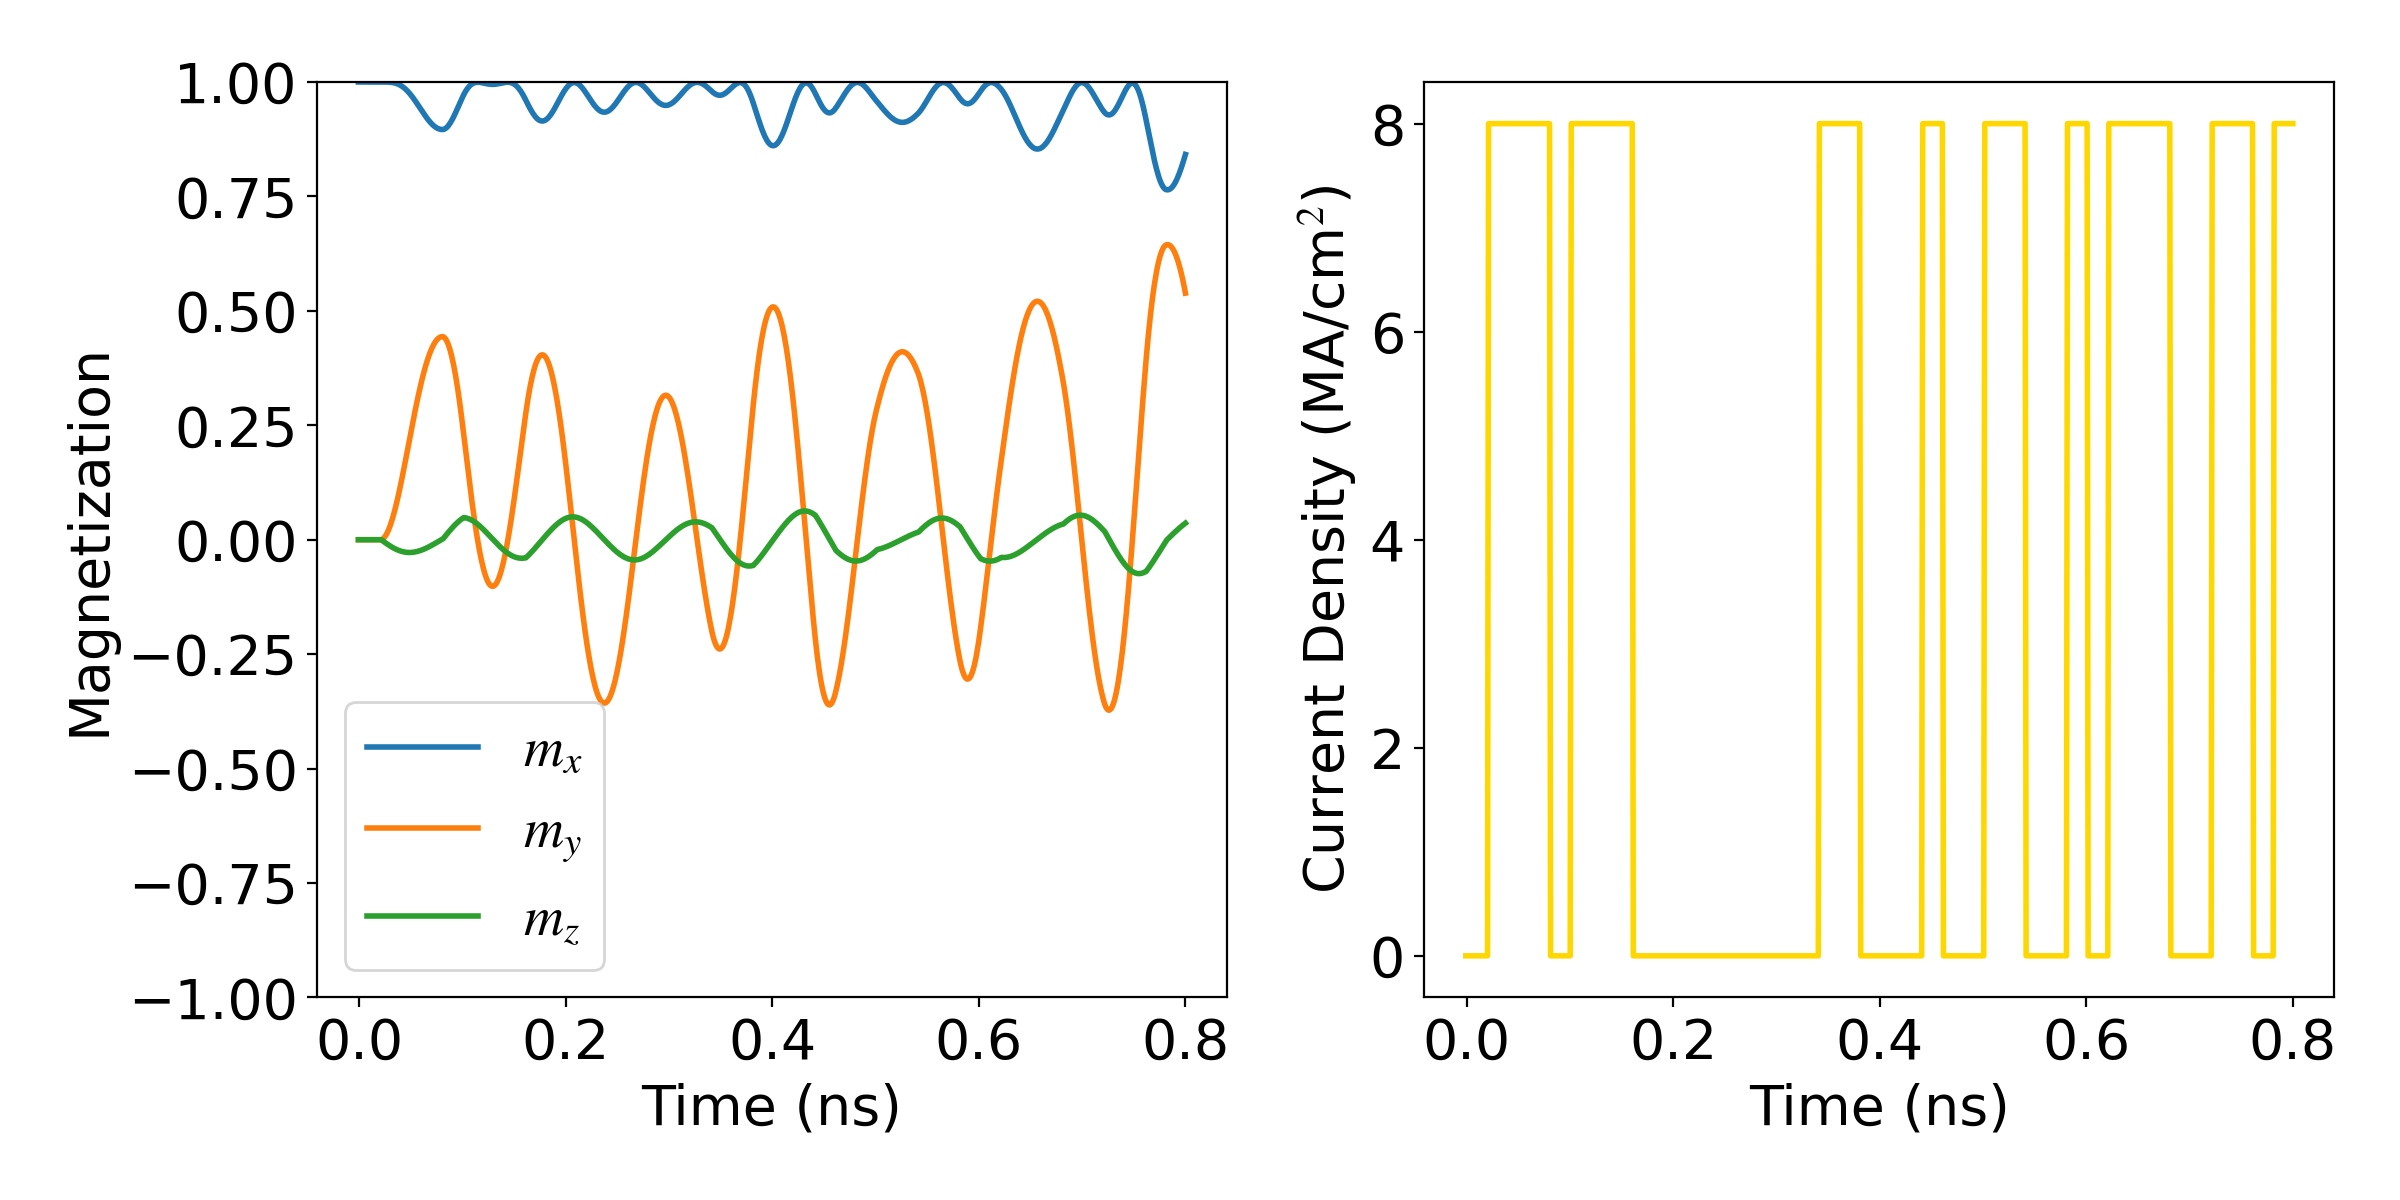 Magnetization
1.00
0.75
0.50
0.25
0.00
−0.25
−0.50
−0.75
−1.00
m_x
m_y
m_z
0.0 0.2 0.4 0.6 0.8
Time (ns)
Current Density (MA/cm²)
8
6
4
2
0
0.0 0.2 0.4 0.6 0.8
Time (ns)